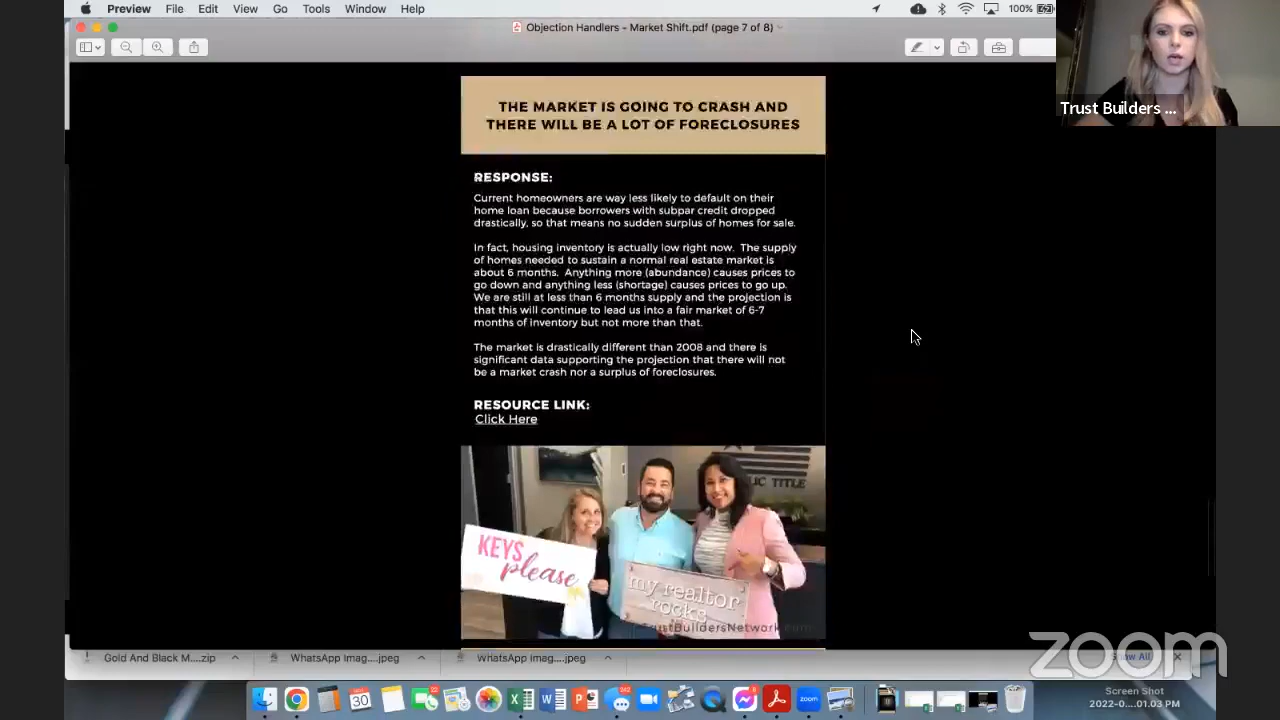 Preview File Edit View Go Tools Window Help 100%
Objection Handlers - Market Shift.pdf (page 7 of 8)
Trust Builders ...
THE MARKET IS GOING TO CRASH AND
THERE WILL BE A LOT OF FORECLOSURES
RESPONSE:
Current homeowners are way less likely to default on their
home loan because borrowers with subpar credit dropped
drastically, so that means no sudden surplus of homes for sale.
In fact, housing inventory is actually low right now. The supply
of homes needed to sustain a normal real estate market is
about 6 months. Anything more (abundance) causes prices to
go down and anything less (shortage) causes prices to go up.
We are still at less than 6 months supply and the projection is
that this will continue to lead us into a fair market of 6-7
months of inventory but not more than that.
The market is drastically different than 2008 and there is
significant data supporting the projection that there will not
be a market crash nor a surplus of foreclosures.
RESOURCE LINK:
Click Here
IC TITLE
KEYS
please
my realtor
rocks
TrustBuildersNetwork.com
Gold And Black M....zip WhatsApp Imag....jpeg WhatsApp Imag....jpeg Show All
zoom
Screen Shot
2022-0....01.03 PM